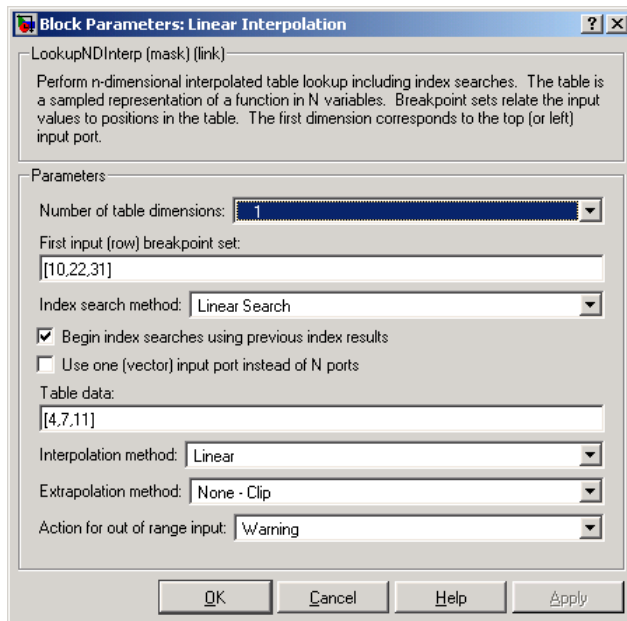 Block Parameters: Linear Interpolation
LookupNDInterp (mask) (link)
Perform n-dimensional interpolated table lookup including index searches. The table is
a sampled representation of a function in N variables. Breakpoint sets relate the input
values to positions in the table. The first dimension corresponds to the top (or left)
input port.
Parameters
Number of table dimensions: 1
First input (row) breakpoint set:
[10,22,31]
Index search method: Linear Search
Begin index searches using previous index results
Use one (vector) input port instead of N ports
Table data:
[4,7,11]
Interpolation method: Linear
Extrapolation method: None - Clip
Action for out of range input: Warning
OK Cancel Help Apply